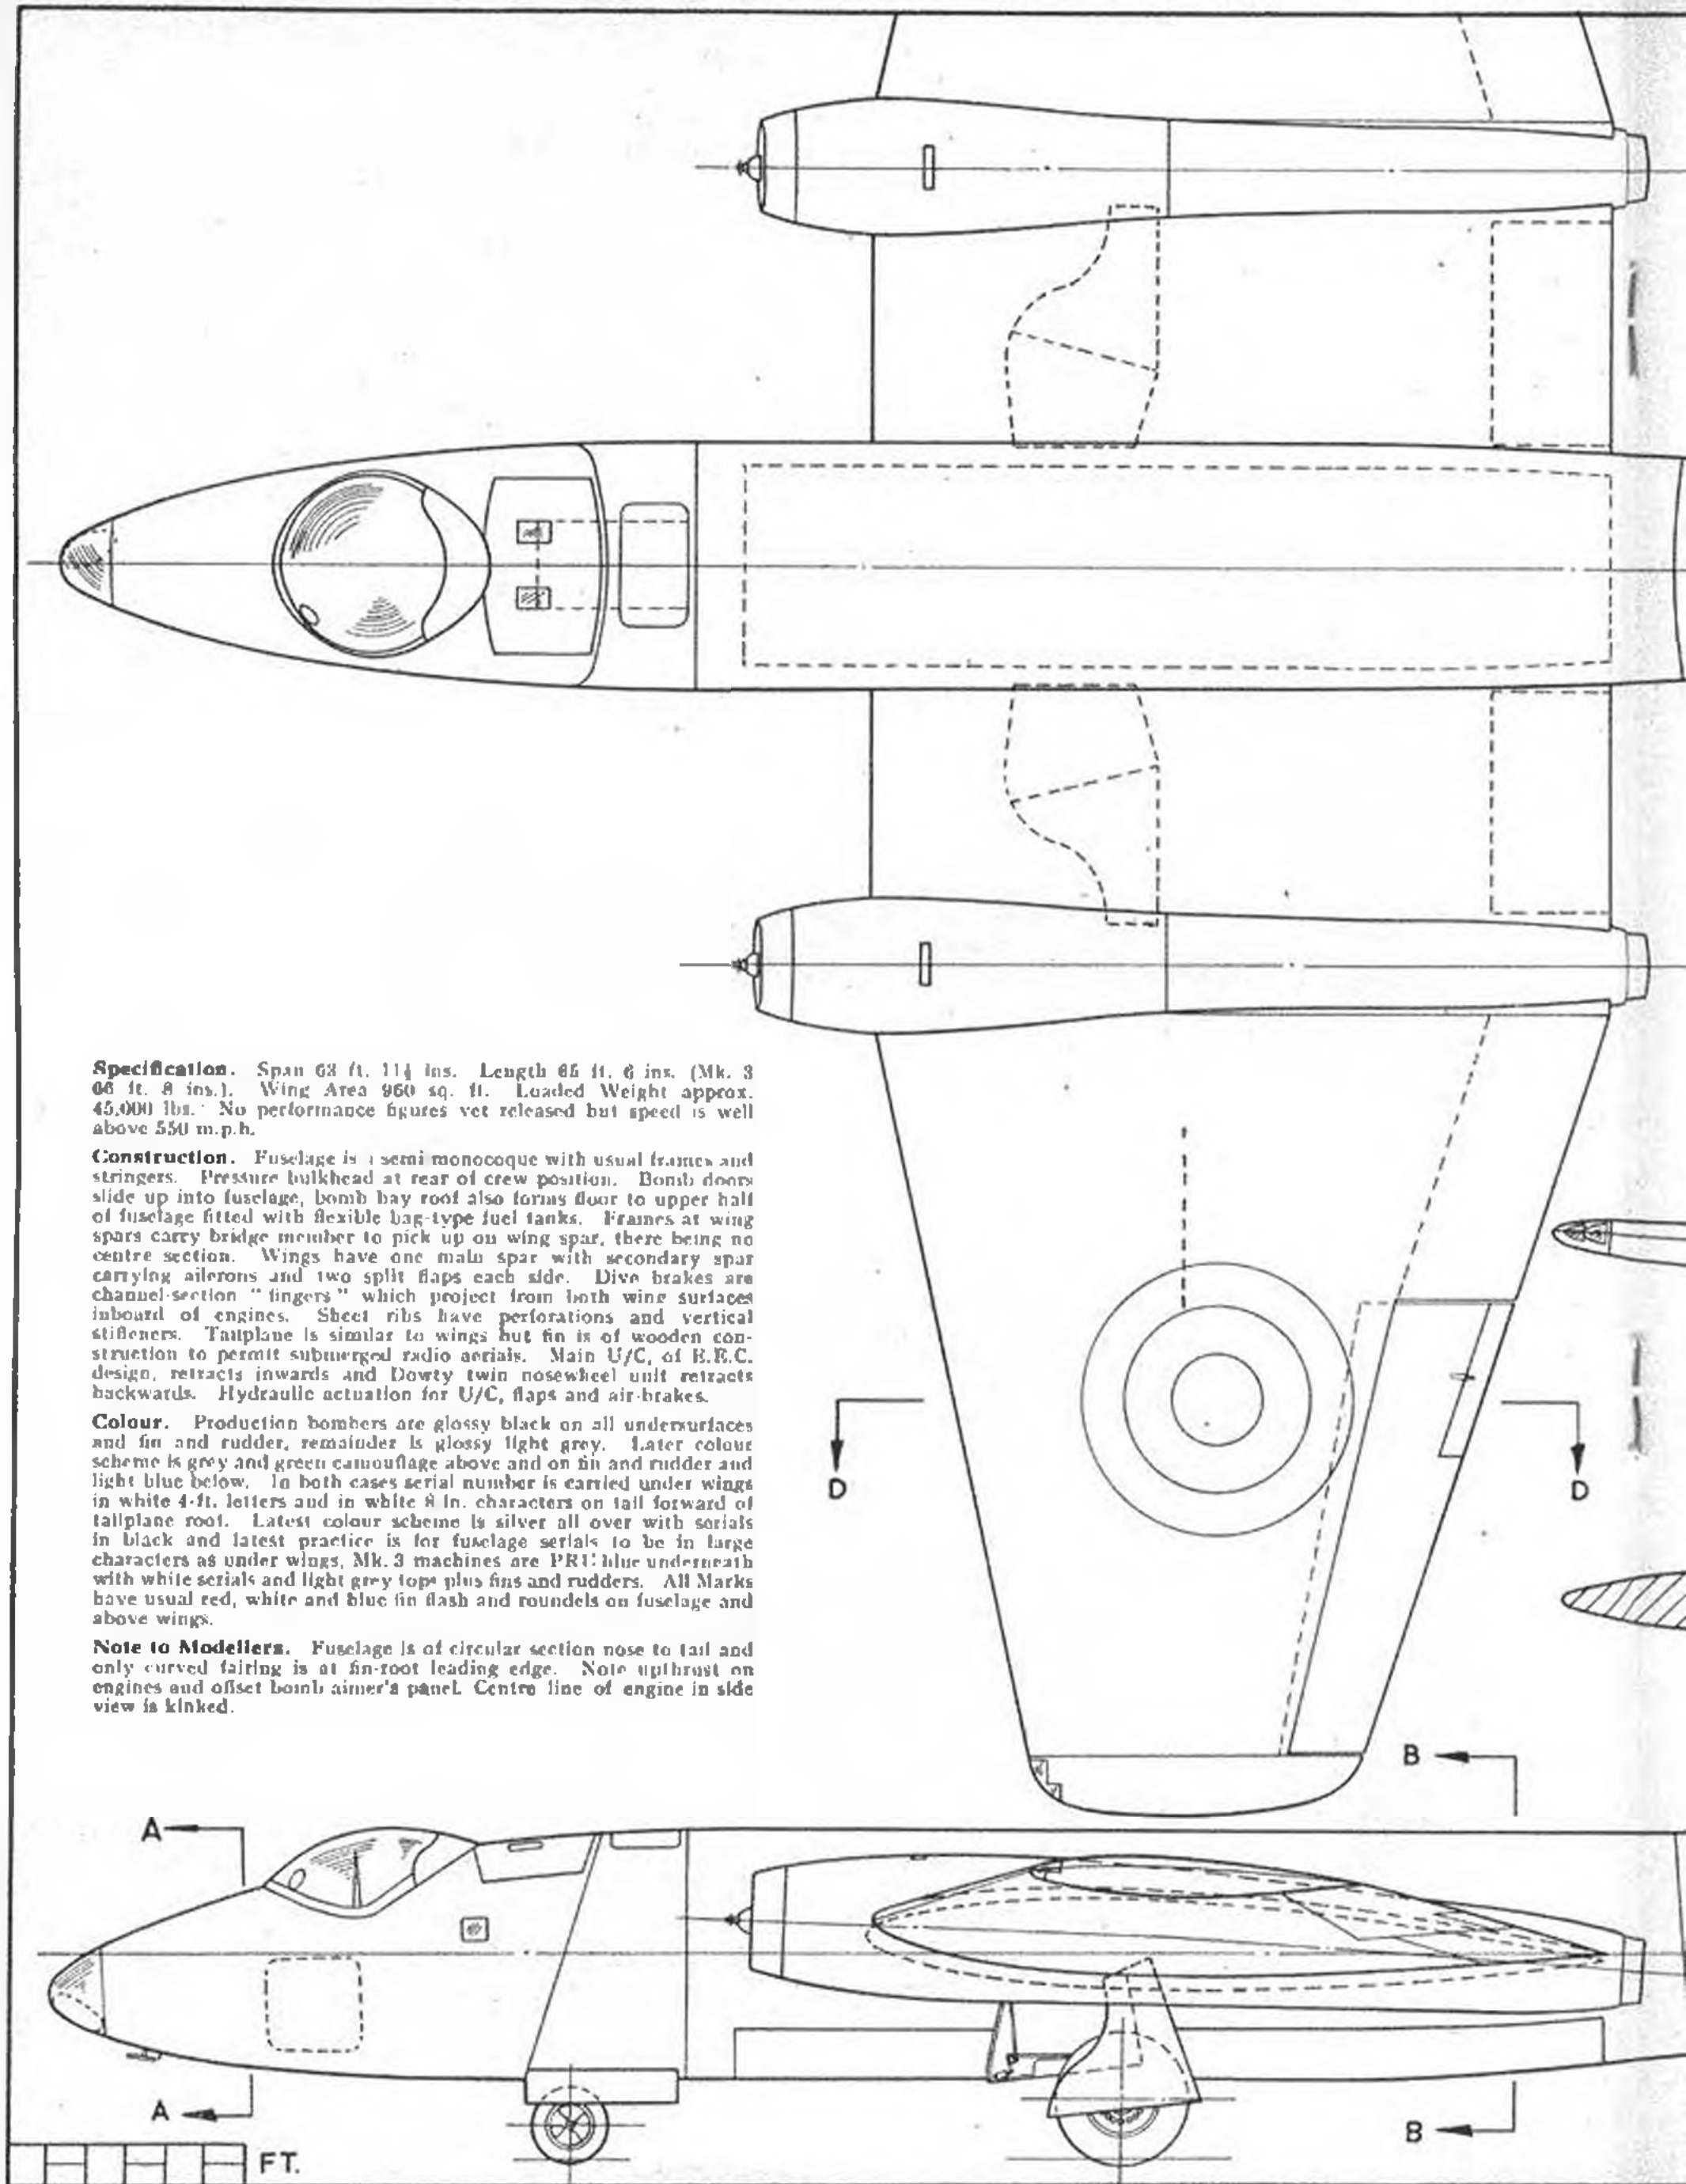 Specification. Span 63 ft. 11½ ins. Length 65 ft. 6 ins. (Mk. 3
66 ft. 8 ins.). Wing Area 960 sq. ft. Loaded Weight approx.
45,000 lbs. No performance figures yet released but speed is well
above 550 m.p.h.
Construction. Fuselage is a semi monocoque with usual frames and
stringers. Pressure bulkhead at rear of crew position. Bomb doors
slide up into fuselage, bomb bay roof also forms floor to upper half
of fuselage fitted with flexible bag-type fuel tanks. Frames at wing
spars carry bridge member to pick up on wing spar, there being no
centre section. Wings have one main spar with secondary spar
carrying ailerons and two split flaps each side. Dive brakes are
channel-section "fingers" which project from both wing surfaces
inboard of engines. Sheet ribs have perforations and vertical
stiffeners. Tailplane is similar to wings but fin is of wooden con-
struction to permit submerged radio aerials. Main U/C, of B.E.C.
design, retracts inwards and Dowty twin nosewheel unit retracts
backwards. Hydraulic actuation for U/C, flaps and air-brakes.
Colour. Production bombers are glossy black on all undersurfaces
and fin and rudder, remainder is glossy light grey. Later colour
scheme is grey and green camouflage above and on fin and rudder and
light blue below. In both cases serial number is carried under wings
in white 4-ft. letters and in white 8 in. characters on tail forward of
tailplane root. Latest colour scheme is silver all over with serials
in black and latest practice is for fuselage serials to be in large
characters as under wings, Mk. 3 machines are PRU blue underneath
with white serials and light grey tops plus fins and rudders. All Marks
have usual red, white and blue fin flash and roundels on fuselage and
above wings.
Note to Modellers. Fuselage is of circular section nose to tail and
only curved fairing is at fin-root leading edge. Note upthrust on
engines and offset bomb aimer's panel. Centre line of engine in side
view is kinked.
D
D
B
A
A
B
FT.